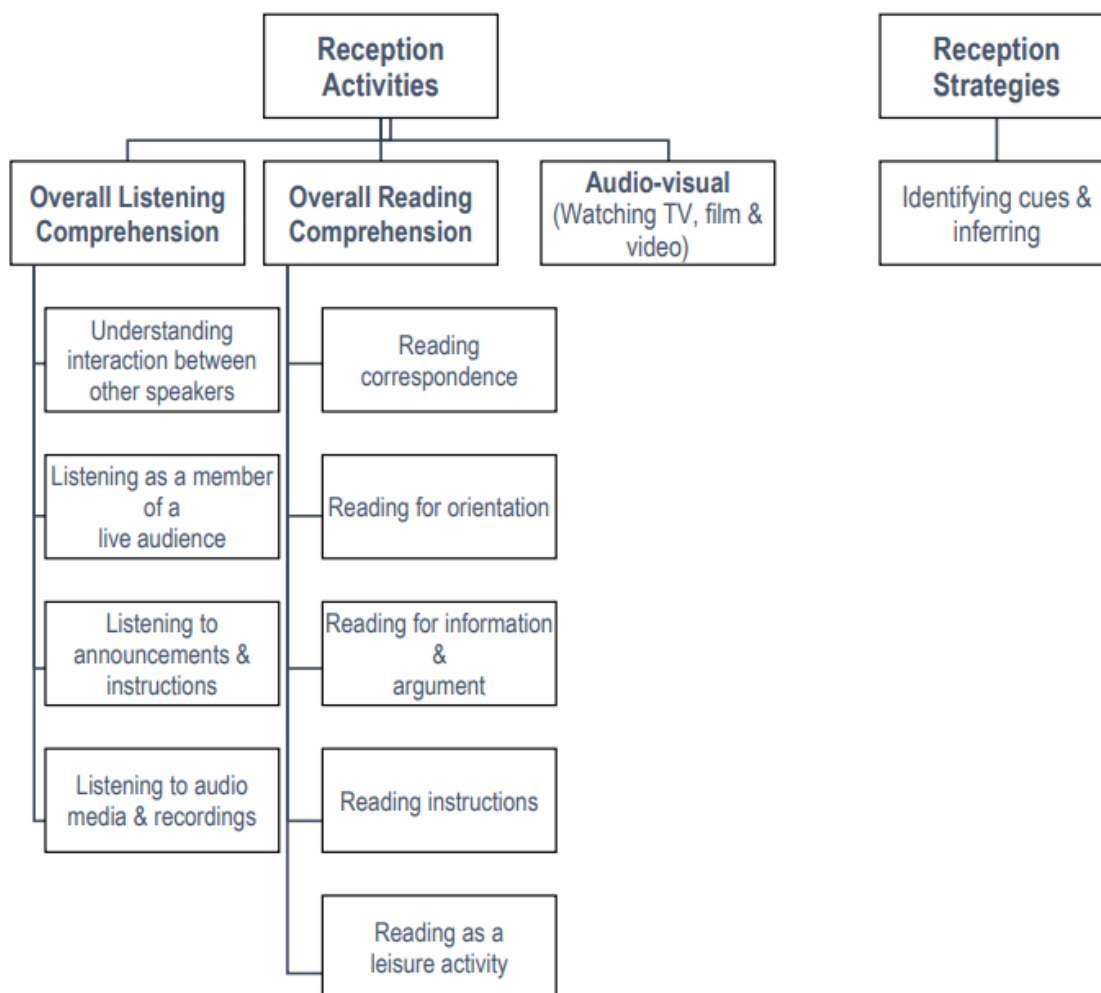 Reception
Activities
Reception
Strategies
Overall Listening
Comprehension
Overall Reading
Comprehension
Audio-visual
(Watching TV, film &
video)
Identifying cues &
inferring
Understanding
interaction between
other speakers
Listening as a member
of a
live audience
Listening to
announcements &
instructions
Listening to audio
media & recordings
Reading
correspondence
Reading for orientation
Reading for information
&
argument
Reading instructions
Reading as a
leisure activity